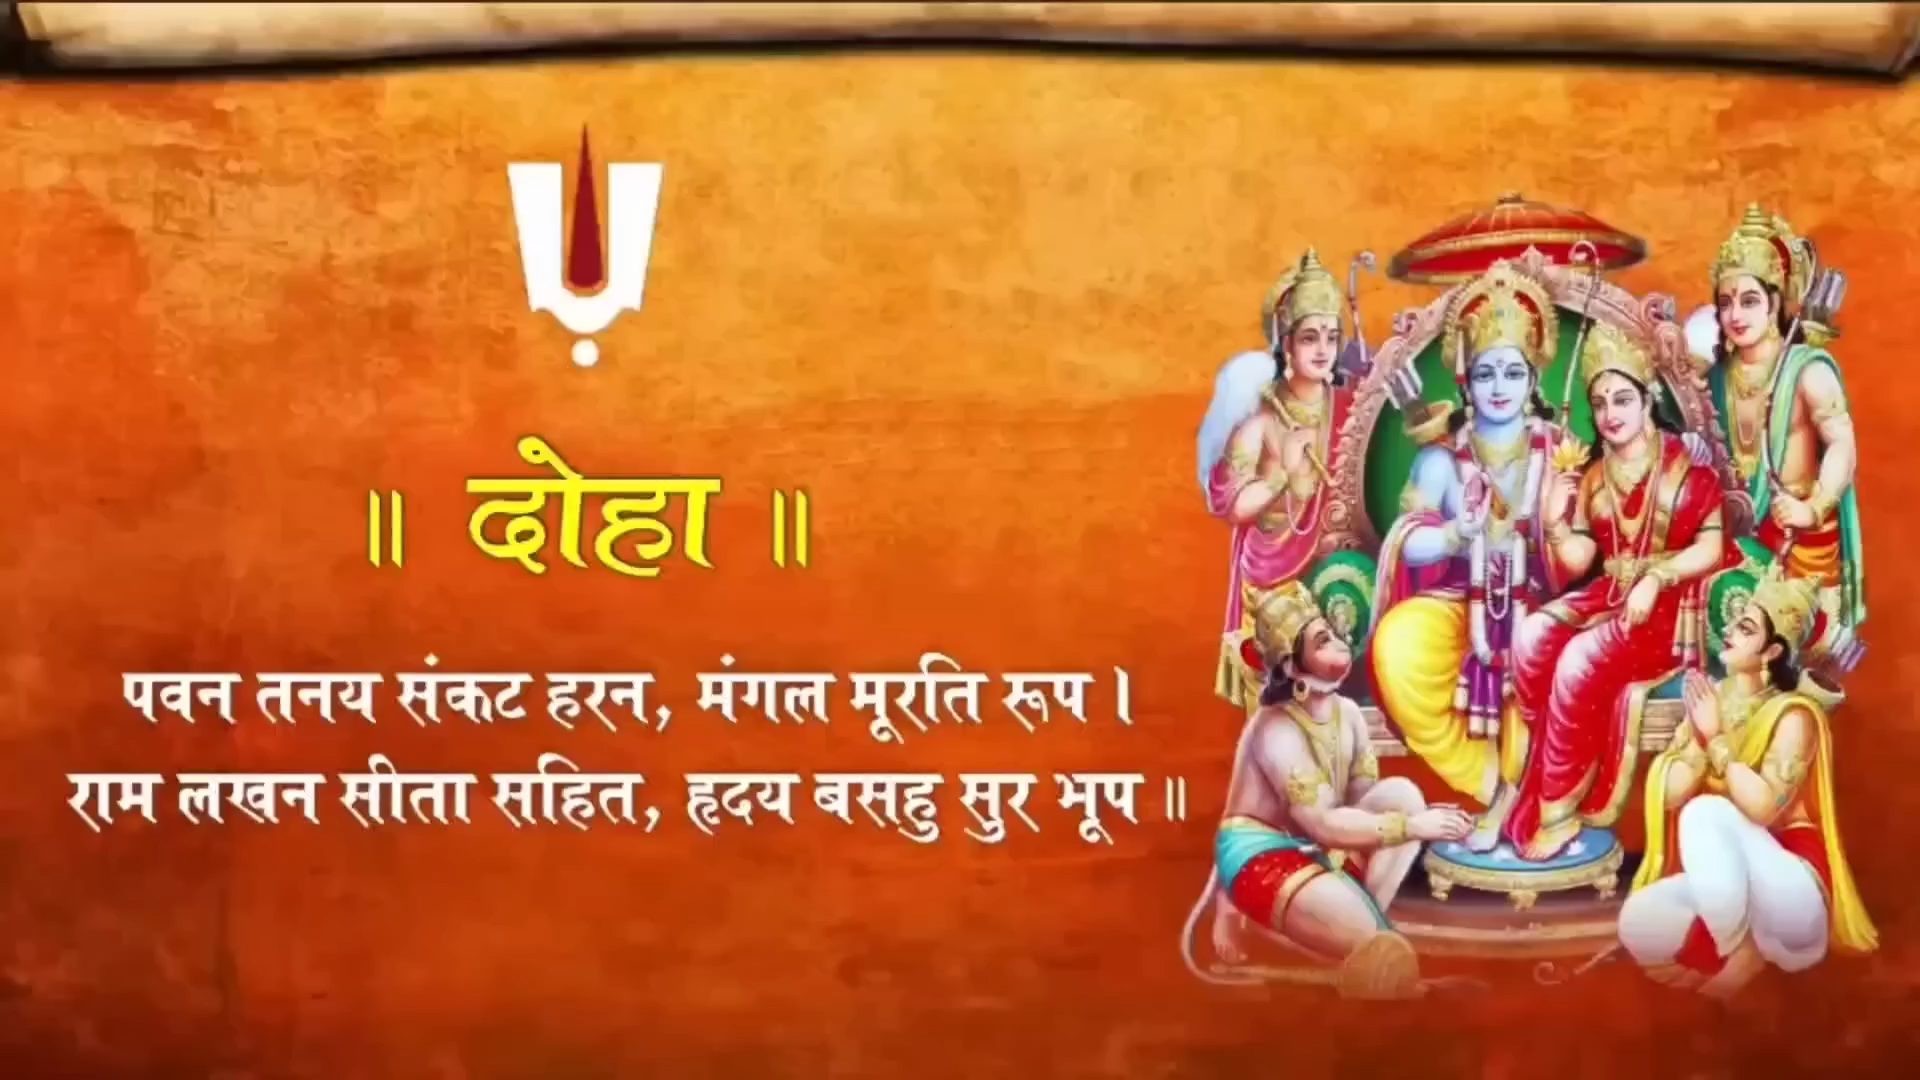 ॥ दोहा ॥
पवन तनय संकट हरन, मंगल मूरति रूप ।
राम लखन सीता सहित, हृदय बसहु सुर भूप ॥